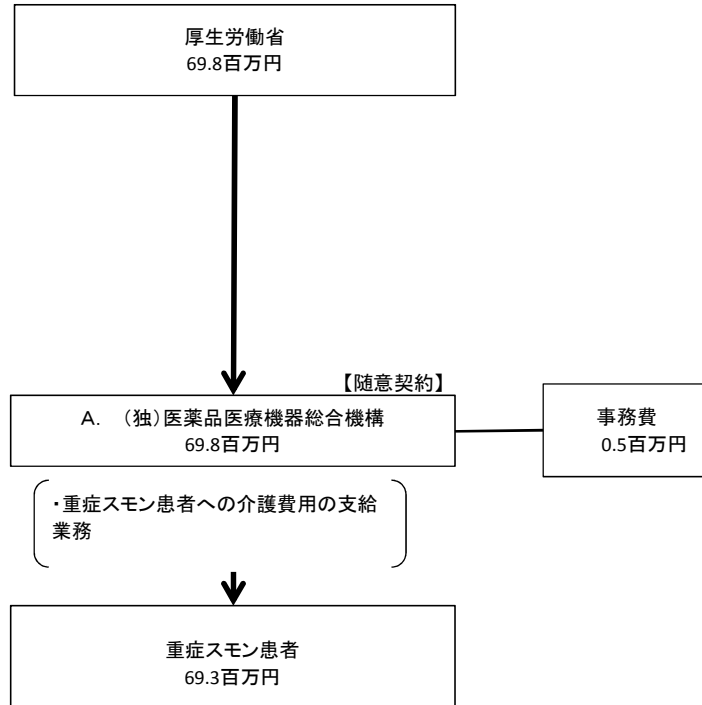 厚生労働省
69.8百万円
【随意契約】
A． （独）医薬品医療機器総合機構
69.8百万円
事務費
0.5百万円
・重症スモン患者への介護費用の支給
業務
重症スモン患者
69.3百万円